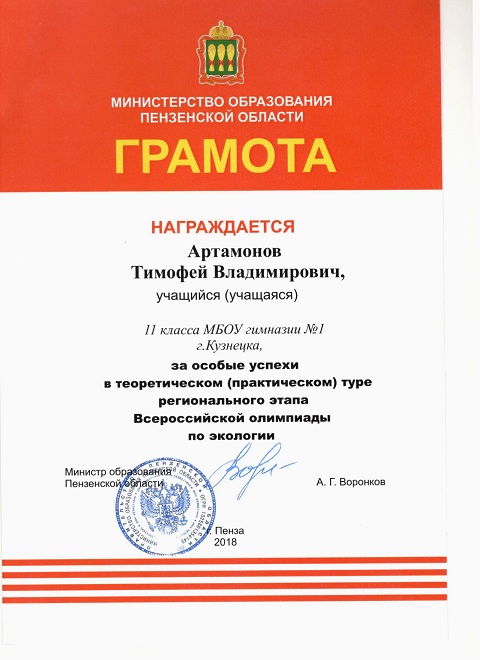 МИНИСТЕРСТВО ОБРАЗОВАНИЯ
ПЕНЗЕНСКОЙ ОБЛАСТИ
ГРАМОТА
НАГРАЖДАЕТСЯ
Артамонов
Тимофей Владимирович,
учащийся (учащаяся)
11 класса МБОУ гимназии №1
г.Кузнецка,
за особые успехи
в теоретическом (практическом) туре
регионального этапа
Всероссийской олимпиады
по экологии
Министр образования
Пензенской области
А. Г. Воронков
Пенза
2018